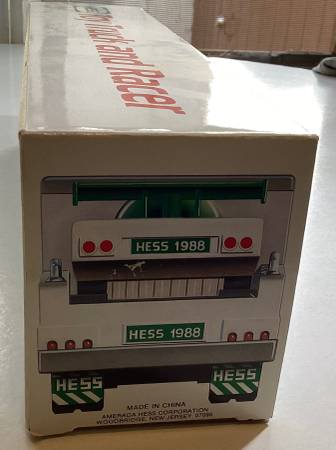 Toy Truck and Racer
HESS 1988
HESS 1988
HESS HESS
MADE IN CHINA
AMERADA HESS CORPORATION
WOODBRIDGE, NEW JERSEY 07095